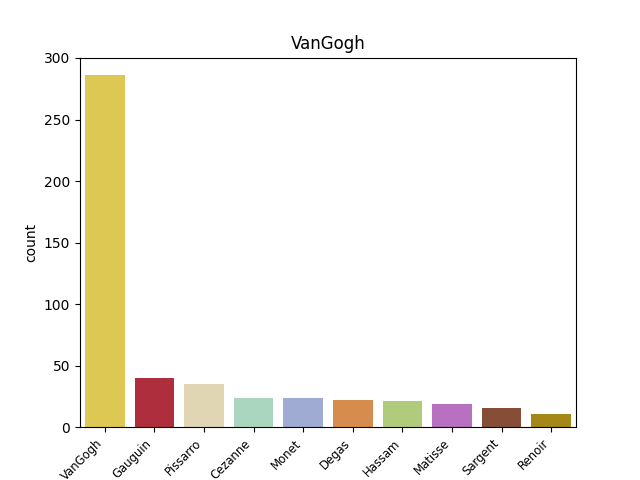 VanGogh
count
300
250
200
150
100
50
0
VanGogh
Gauguin
Pissarro
Cezanne
Monet
Degas
Hassam
Matisse
Sargent
Renoir